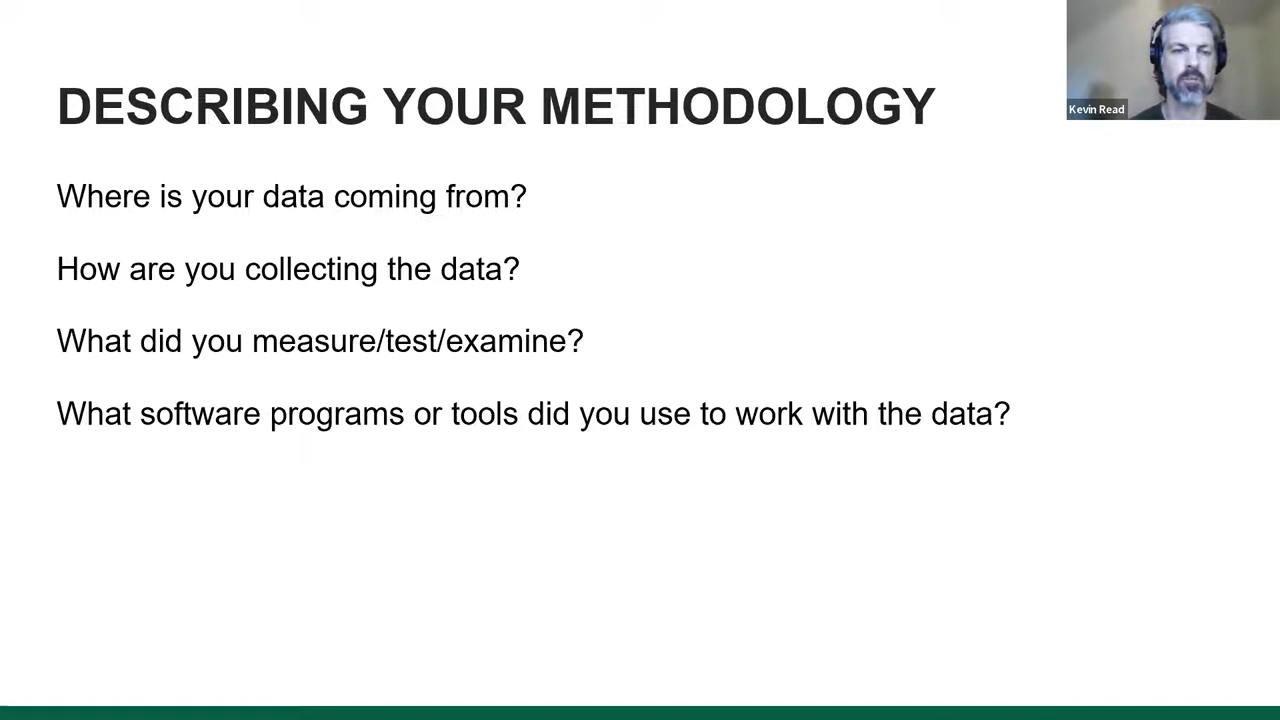 DESCRIBING YOUR METHODOLOGY
Kevin Read
Where is your data coming from?
How are you collecting the data?
What did you measure/test/examine?
What software programs or tools did you use to work with the data?